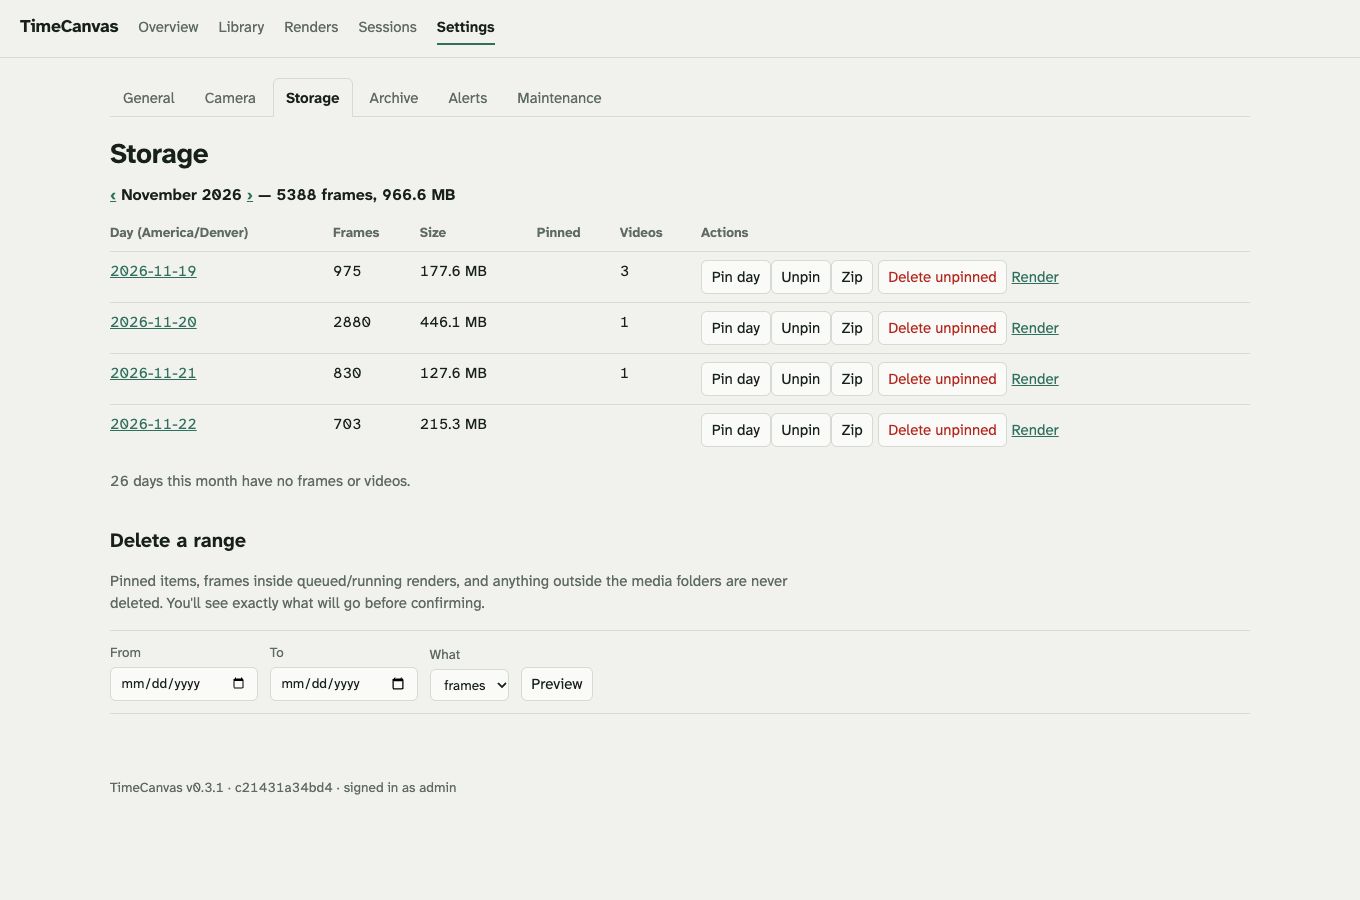 TimeCanvas Overview Library Renders Sessions Settings
General Camera Storage Archive Alerts Maintenance
Storage
‹ November 2026 › — 5388 frames, 966.6 MB
Day (America/Denver) Frames Size Pinned Videos Actions
2026-11-19 975 177.6 MB 3 Pin day Unpin Zip Delete unpinned Render
2026-11-20 2880 446.1 MB 1 Pin day Unpin Zip Delete unpinned Render
2026-11-21 830 127.6 MB 1 Pin day Unpin Zip Delete unpinned Render
2026-11-22 703 215.3 MB Pin day Unpin Zip Delete unpinned Render
26 days this month have no frames or videos.
Delete a range
Pinned items, frames inside queued/running renders, and anything outside the media folders are never
deleted. You'll see exactly what will go before confirming.
From To What
mm/dd/yyyy mm/dd/yyyy frames Preview
TimeCanvas v0.3.1 · c21431a34bd4 · signed in as admin